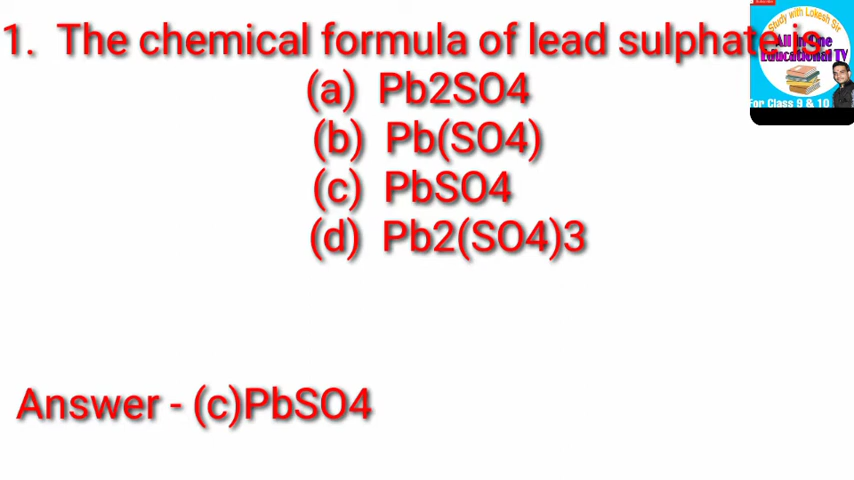 1. The chemical formula of lead sulphate is
(a) Pb2SO4
(b) Pb(SO4)
(c) PbSO4
(d) Pb2(SO4)3
Answer - (c)PbSO4
Study with Lokesh Sir
All in One
Educational TV
For Class 9 & 10